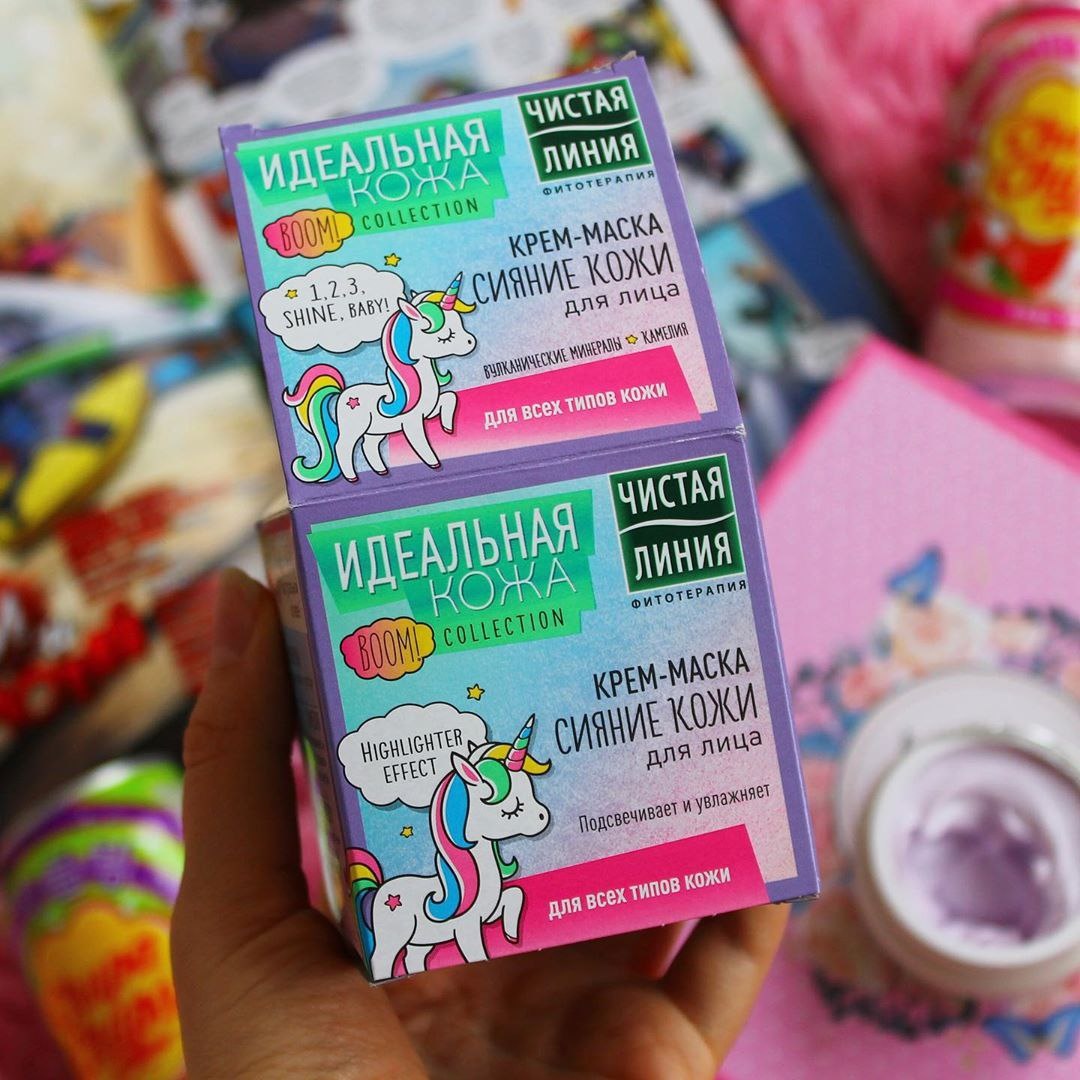 ИДЕАЛЬНАЯ
КОЖА
BOOM! COLLECTION
ЧИСТАЯ
ЛИНИЯ
ФИТОТЕРАПИЯ
КРЕМ-МАСКА
СИЯНИЕ КОЖИ
для лица
1,2,3,
SHINE, BABY!
ВУЛКАНИЧЕСКИЕ МИНЕРАЛЫ КАМЕЛИЯ
для всех типов кожи
ИДЕАЛЬНАЯ
КОЖА
BOOM! COLLECTION
ЧИСТАЯ
ЛИНИЯ
ФИТОТЕРАПИЯ
КРЕМ-МАСКА
СИЯНИЕ КОЖИ
для лица
HIGHLIGHTER
EFFECT
Подсвечивает и увлажняет
для всех типов кожи